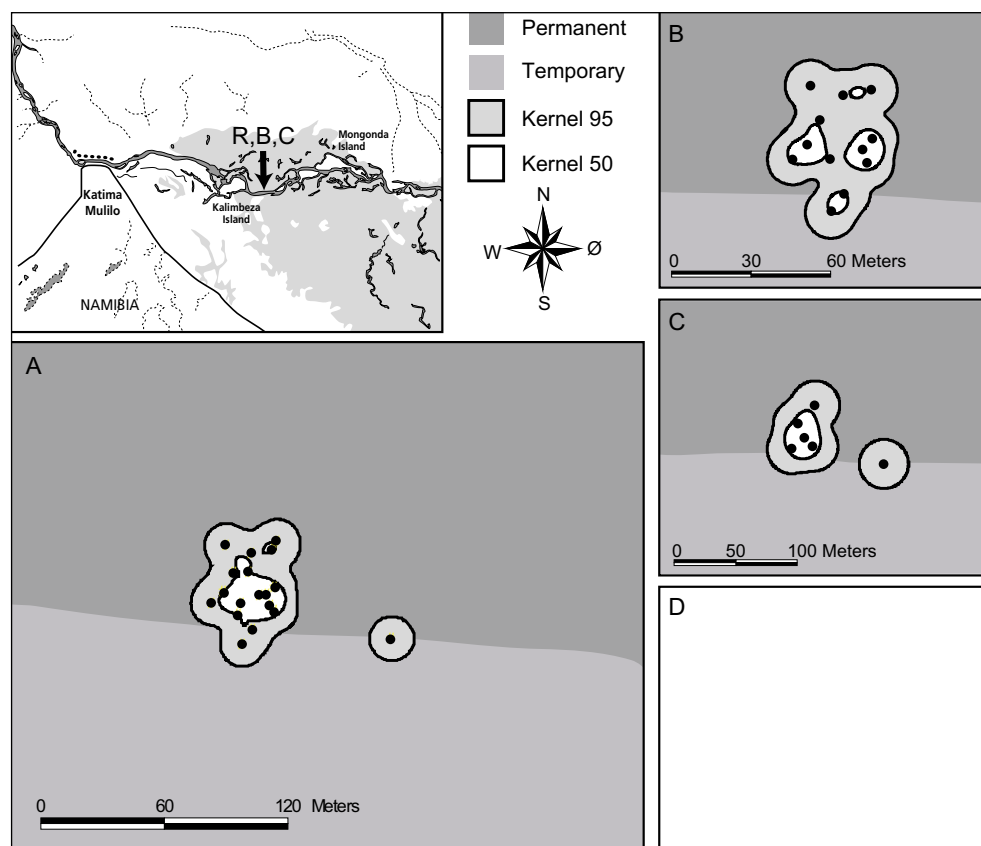 R,B,C
Mongonda
Island
Katima
Mulilo
Kalimbeza
Island
NAMIBIA
Permanent
Temporary
Kernel 95
Kernel 50
N
W
Ø
S
B
0 30 60 Meters
C
0 50 100 Meters
A
0 60 120 Meters
D